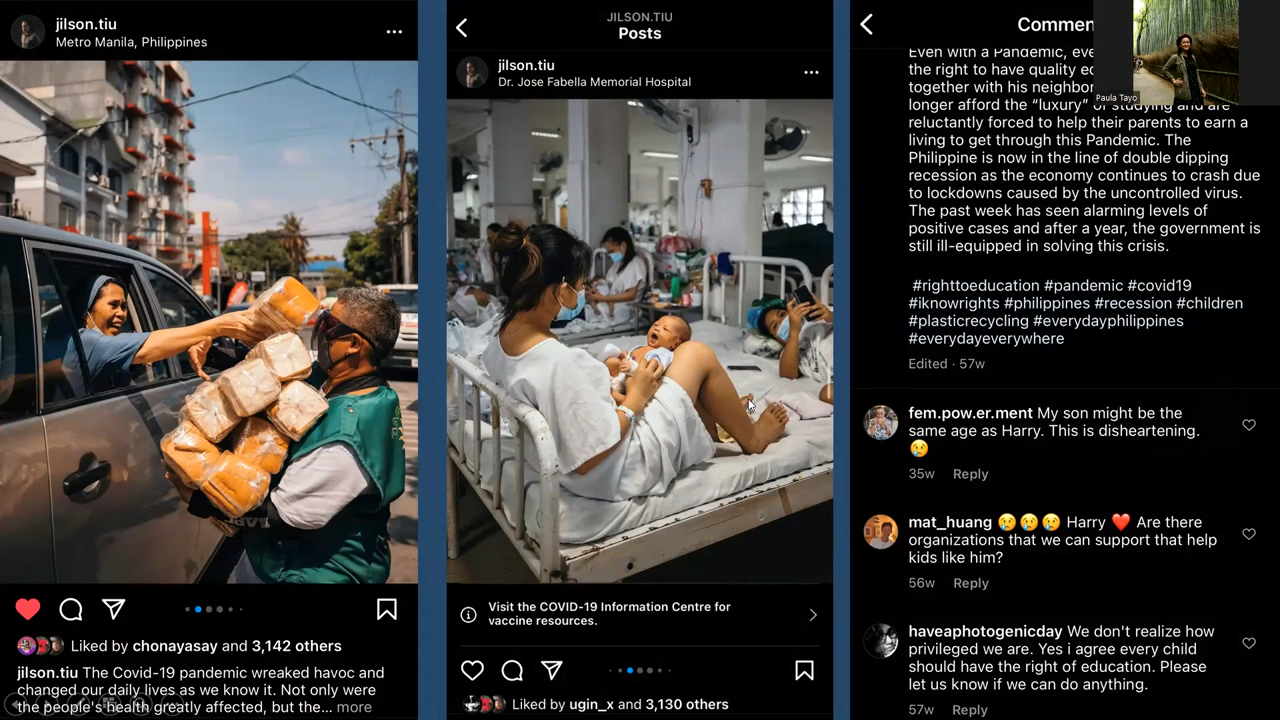 jilson.tiu
Metro Manila, Philippines
Liked by chonayasay and 3,142 others
jilson.tiu The Covid-19 pandemic wreaked havoc and
changed our daily lives as we know it. Not only were
the people's health greatly affected, but the... more
JILSON.TIU
Posts
jilson.tiu
Dr. Jose Fabella Memorial Hospital
Visit the COVID-19 Information Centre for
vaccine resources.
Liked by ugin_x and 3,130 others
Commen
Paula Tayo
Even with a Pandemic, eve
the right to have quality ed
together with his neighbor
longer afford the “luxury” of studying and are
reluctantly forced to help their parents to earn a
living to get through this Pandemic. The
Philippine is now in the line of double dipping
recession as the economy continues to crash due
to lockdowns caused by the uncontrolled virus.
The past week has seen alarming levels of
positive cases and after a year, the government is
still ill-equipped in solving this crisis.
#righttoeducation #pandemic #covid19
#iknowrights #philippines #recession #children
#plasticrecycling #everydayphilippines
#everydayeverywhere
Edited · 57w
fem.pow.er.ment My son might be the
same age as Harry. This is disheartening.
😢
35w Reply
mat_huang 😢😢😢 Harry ❤️ Are there
organizations that we can support that help
kids like him?
56w Reply
haveaphotogenicday We don't realize how
privileged we are. Yes i agree every child
should have the right of education. Please
let us know if we can do anything.
57w Reply